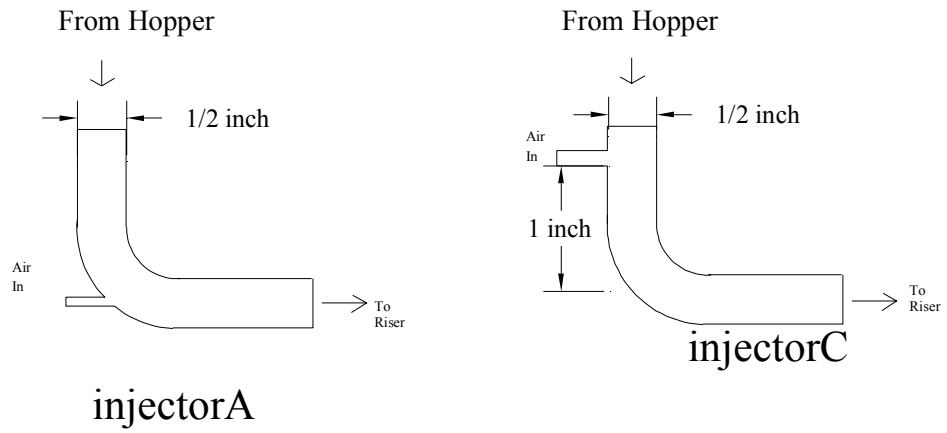 From Hopper
1/2 inch
Air
In
To
Riser
injectorA
From Hopper
1/2 inch
Air
In
1 inch
To
Riser
injectorC